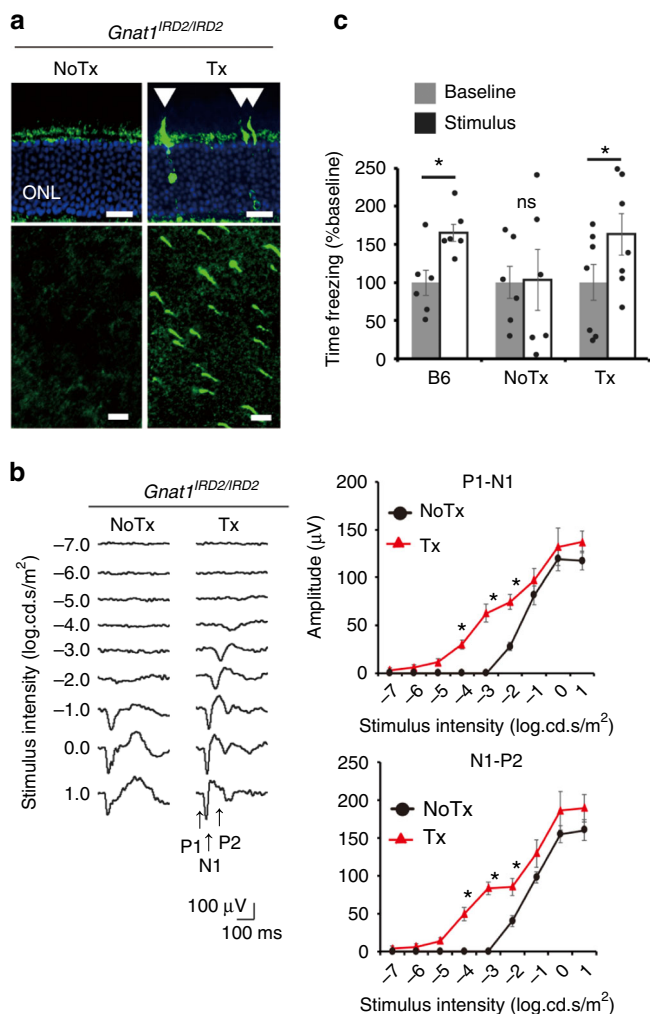 a
Gnat1^IRD2/IRD2
NoTx Tx
ONL
c
Baseline
Stimulus
Time freezing (%baseline)
250
200
150
100
50
0
*
ns
*
B6 NoTx Tx
b
Gnat1^IRD2/IRD2
NoTx Tx
Stimulus intensity (log.cd.s/m²)
−7.0
−6.0
−5.0
−4.0
−3.0
−2.0
−1.0
0.0
1.0
P1 P2
N1
100 μV
100 ms
P1-N1
NoTx
Tx
Amplitude (μV)
200
150
100
50
0
* * *
−7 −6 −5 −4 −3 −2 −1 0 1
Stimulus intensity (log.cd.s/m²)
N1-P2
NoTx
Tx
250
200
150
100
50
0
* * *
−7 −6 −5 −4 −3 −2 −1 0 1
Stimulus intensity (log.cd.s/m²)